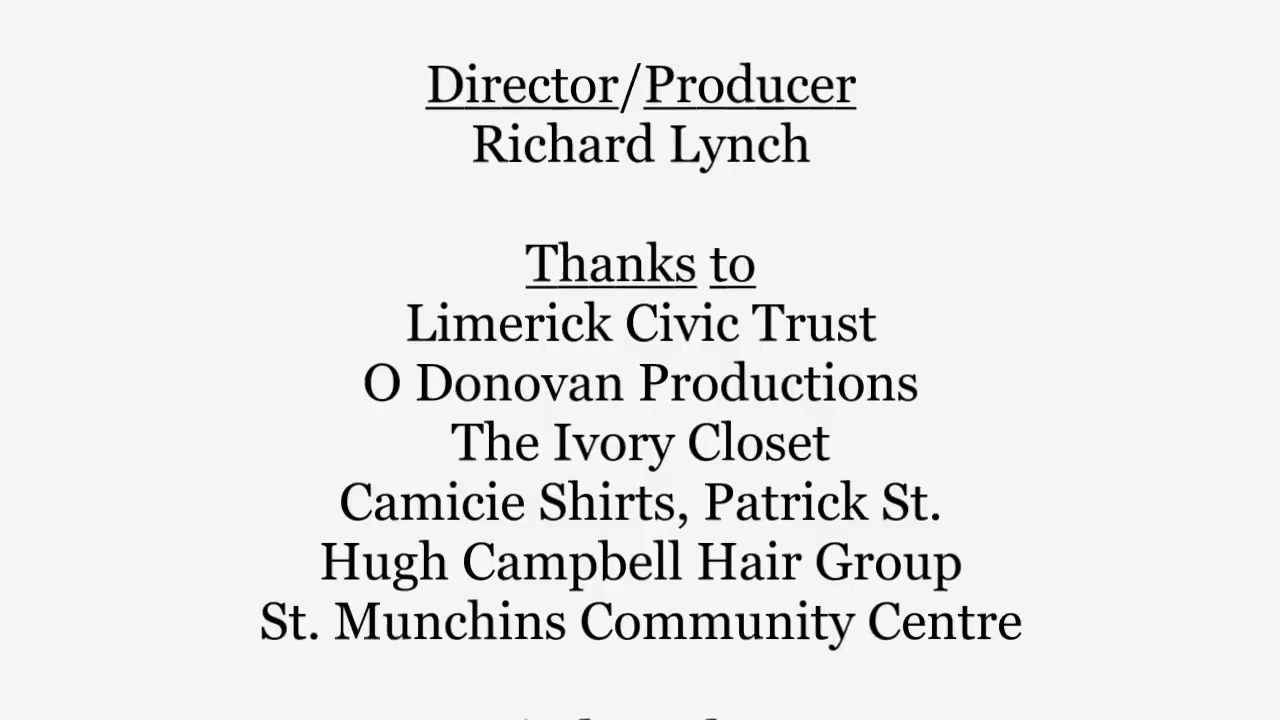 Director/Producer
Richard Lynch
Thanks to
Limerick Civic Trust
O Donovan Productions
The Ivory Closet
Camicie Shirts, Patrick St.
Hugh Campbell Hair Group
St. Munchins Community Centre